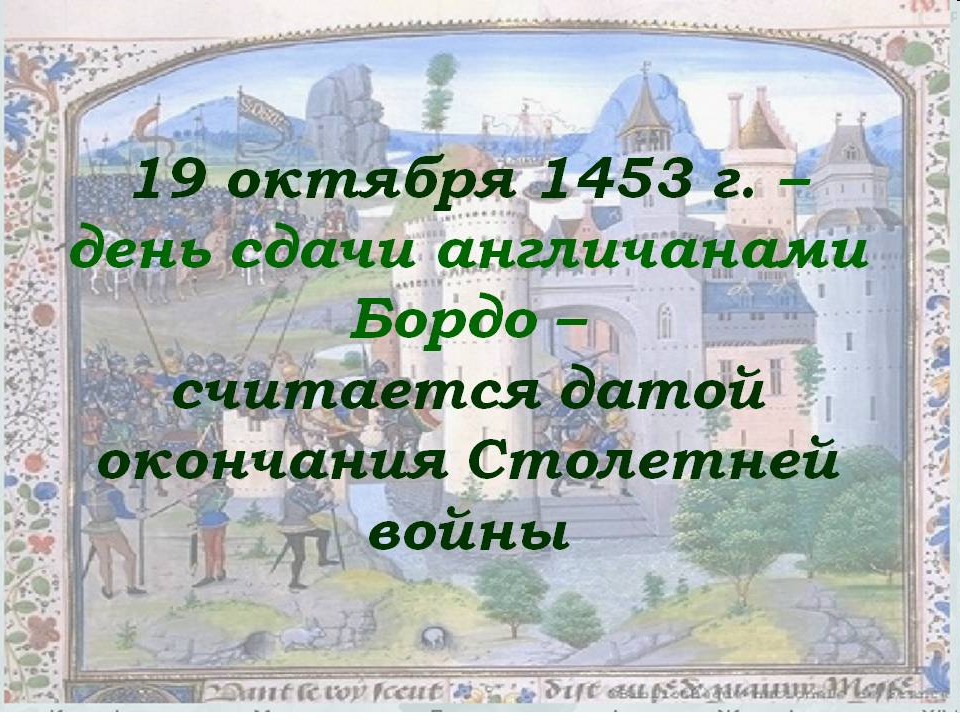 19 октября 1453 г. –
день сдачи англичанами
Бордо –
считается датой
окончания Столетней
войны